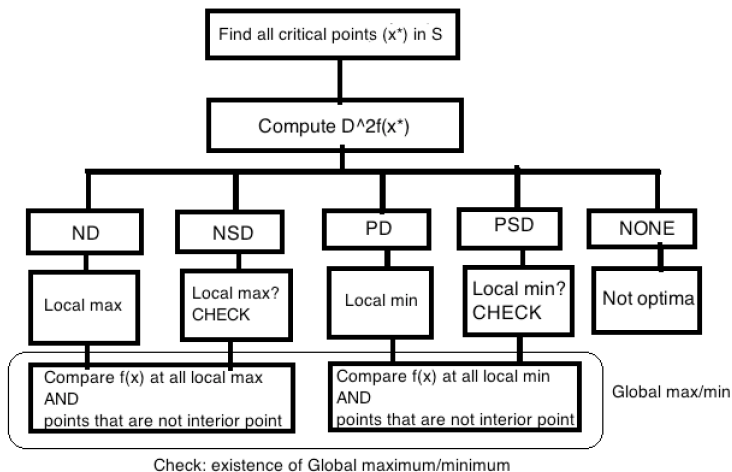 Find all critical points (x*) in S
Compute D^2f(x*)
ND
NSD
PD
PSD
NONE
Local max
Local max?
CHECK
Local min
Local min?
CHECK
Not optima
Compare f(x) at all local max
AND
points that are not interior point
Compare f(x) at all local min
AND
points that are not interior point
Global max/min
Check: existence of Global maximum/minimum